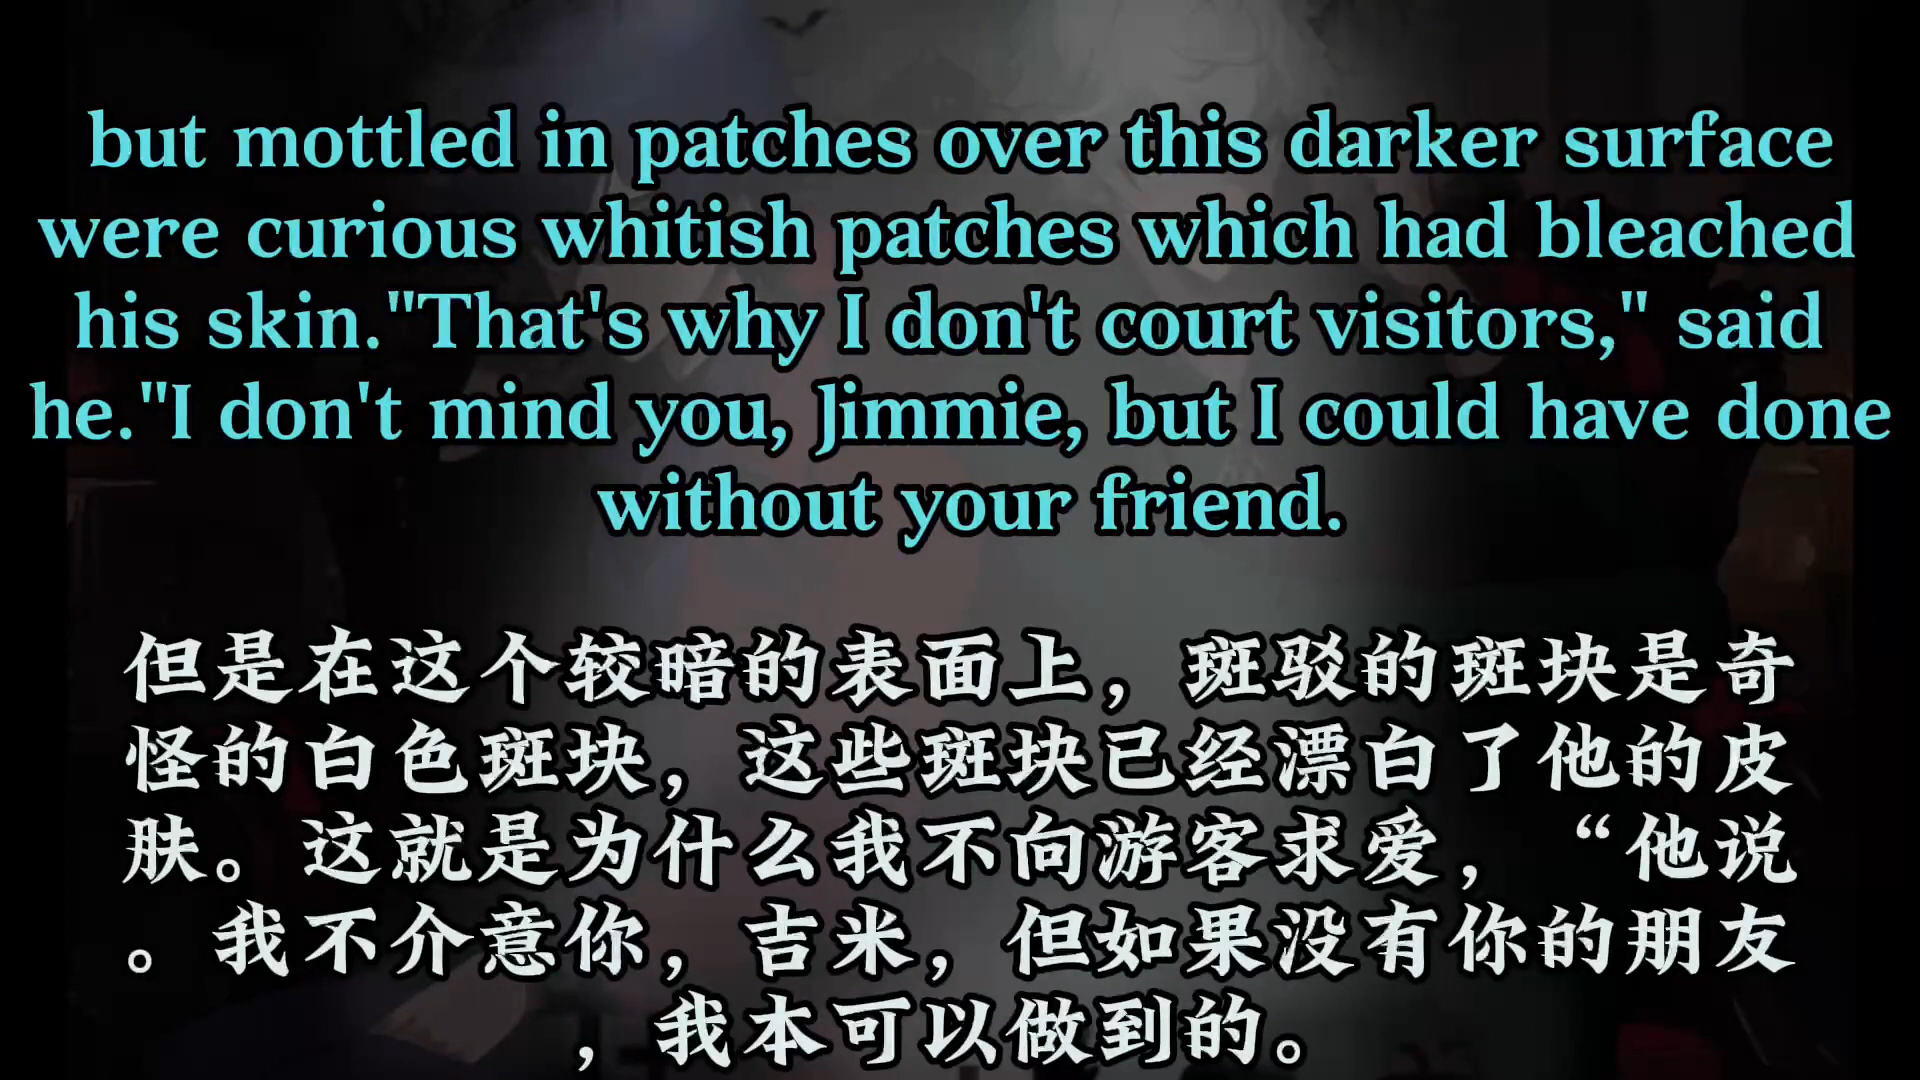 but mottled in patches over this darker surface
were curious whitish patches which had bleached
his skin."That's why I don't court visitors," said
he."I don't mind you, Jimmie, but I could have done
without your friend.
但是在这个较暗的表面上，斑驳的斑块是奇
怪的白色斑块，这些斑块已经漂白了他的皮
肤。这就是为什么我不向游客求爱，“他说
。我不介意你，吉米，但如果没有你的朋友
，我本可以做到的。